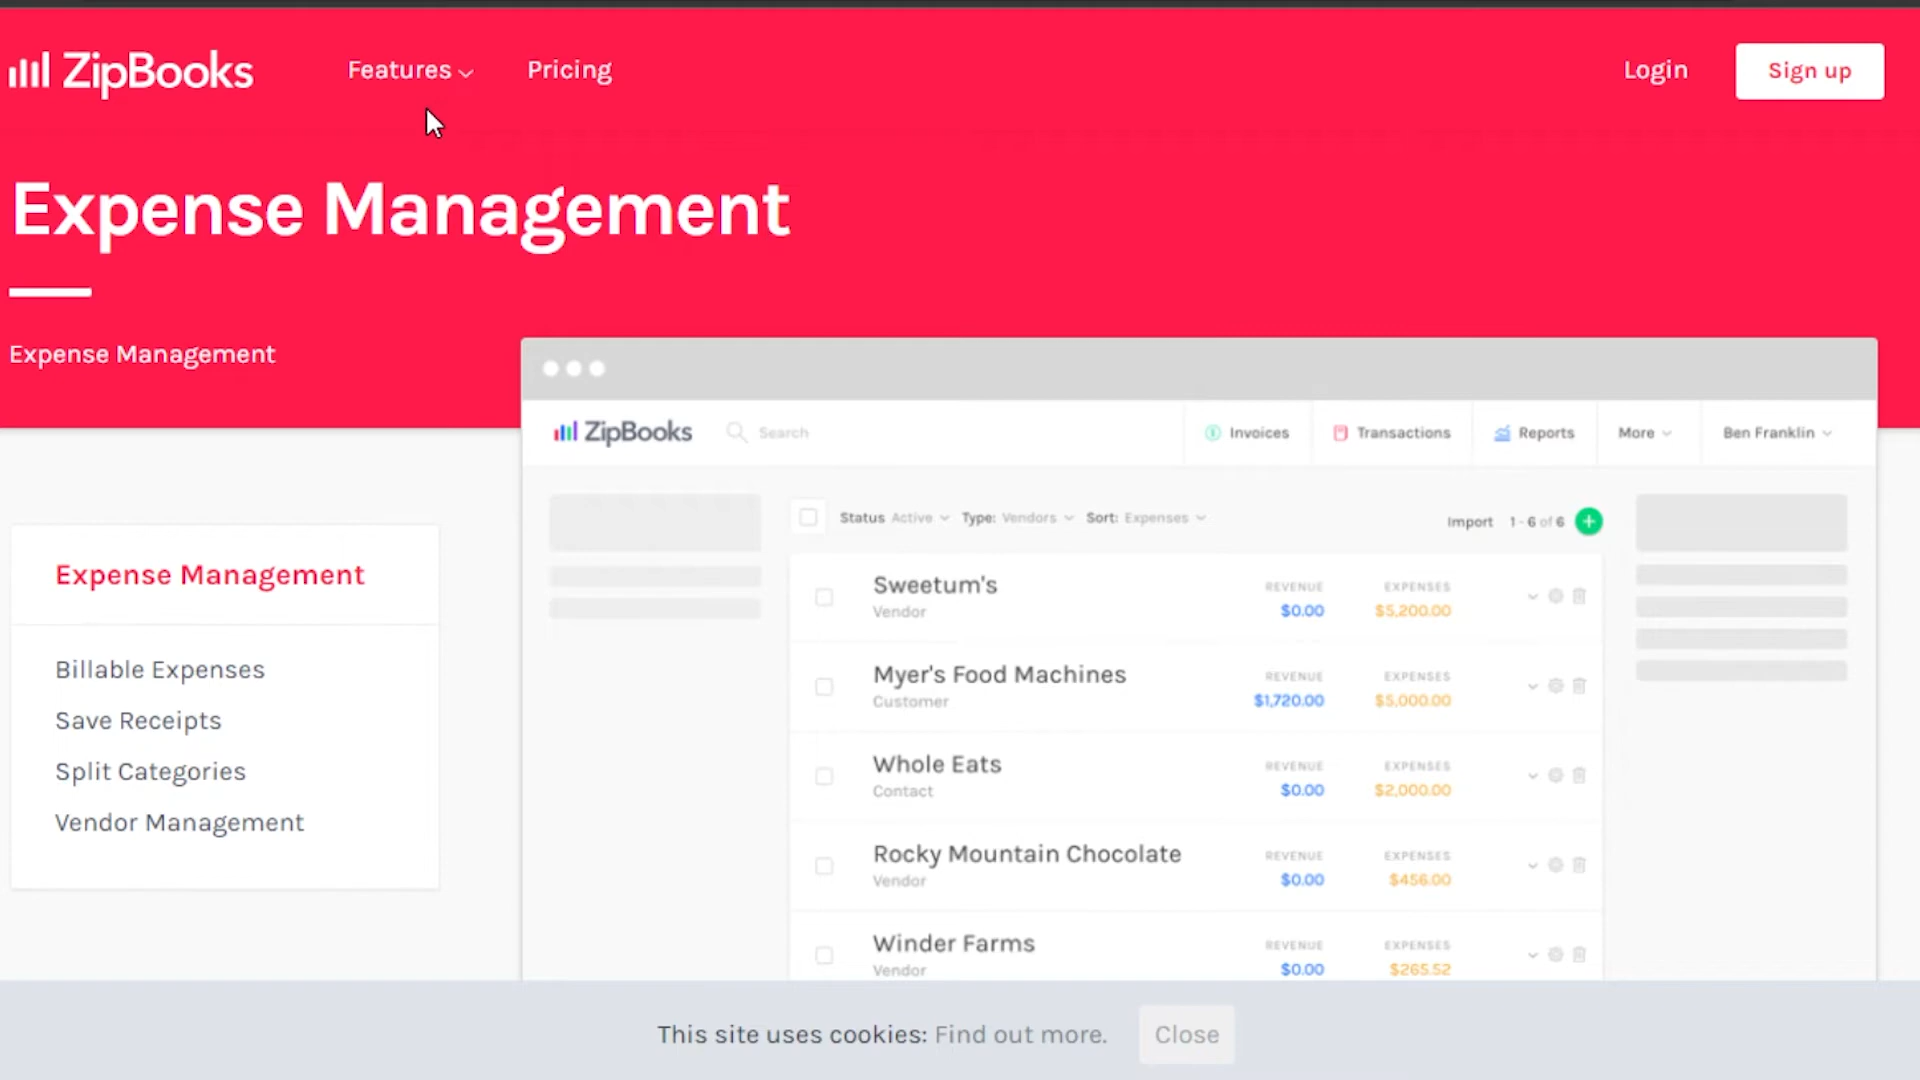 ZipBooks
Features
Pricing
Login
Sign up
Expense Management
Expense Management
ZipBooks
Search
Invoices
Transactions
Reports
More
Ben Franklin
Status Active
Type: Vendors
Sort: Expenses
Import
1 - 6 of 6
Expense Management
Billable Expenses
Save Receipts
Split Categories
Vendor Management
Sweetum's
Vendor
REVENUE
$0.00
EXPENSES
$5,200.00
Myer's Food Machines
Customer
REVENUE
$1,720.00
EXPENSES
$5,000.00
Whole Eats
Contact
REVENUE
$0.00
EXPENSES
$2,000.00
Rocky Mountain Chocolate
Vendor
REVENUE
$0.00
EXPENSES
$456.00
Winder Farms
Vendor
REVENUE
$0.00
EXPENSES
$265.52
This site uses cookies: Find out more.
Close